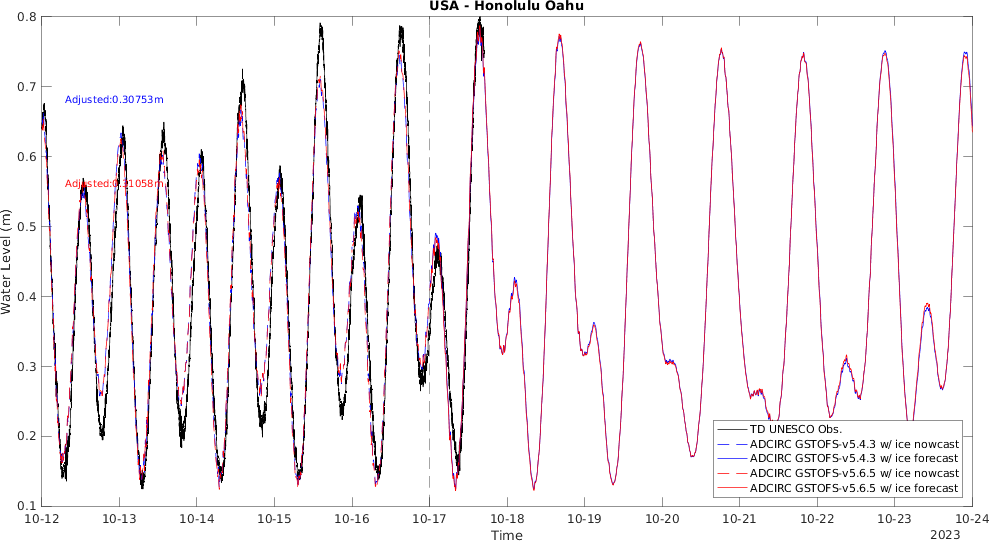 USA - Honolulu Oahu
0.8
0.7
0.6
0.5
0.4
0.3
0.2
0.1
Water Level (m)
Adjusted:0.30753m
Adjusted:0.21058m
TD UNESCO Obs.
ADCIRC GSTOFS-v5.4.3 w/ ice nowcast
ADCIRC GSTOFS-v5.4.3 w/ ice forecast
ADCIRC GSTOFS-v5.6.5 w/ ice nowcast
ADCIRC GSTOFS-v5.6.5 w/ ice forecast
10-12 10-13 10-14 10-15 10-16 10-17 10-18 10-19 10-20 10-21 10-22 10-23 10-24
Time
2023